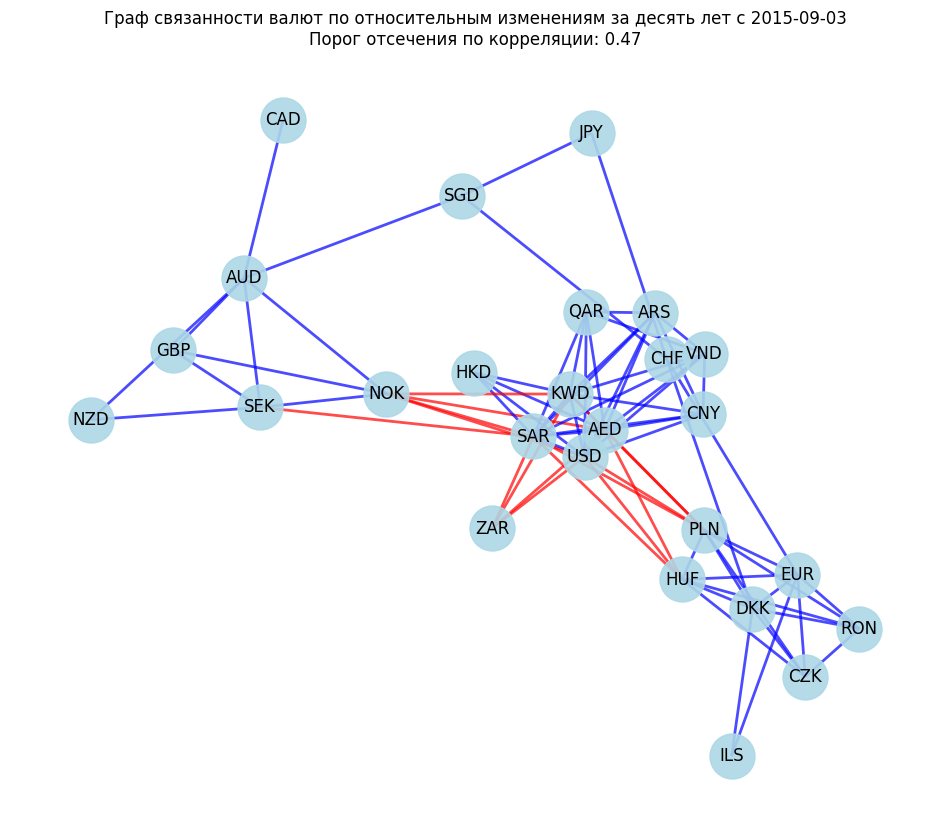 Граф связанности валют по относительным изменениям за десять лет с 2015-09-03
Порог отсечения по корреляции: 0.47
CAD
JPY
SGD
AUD
QAR
ARS
GBP
CHF
VND
HKD
KWD
NOK
SEK
NZD
CNY
AED
SAR
USD
ZAR
PLN
HUF
EUR
DKK
RON
CZK
ILS